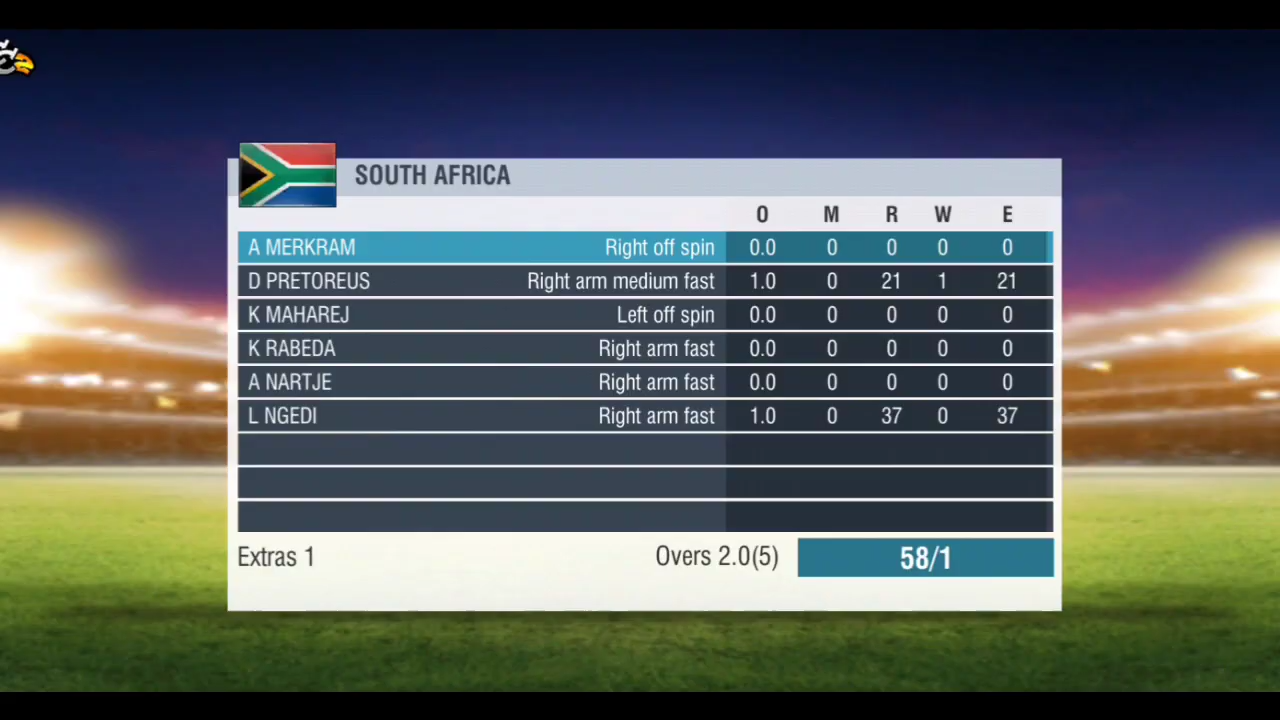 SOUTH AFRICA
O M R W E
A MERKRAM Right off spin 0.0 0 0 0 0
D PRETOREUS Right arm medium fast 1.0 0 21 1 21
K MAHAREJ Left off spin 0.0 0 0 0 0
K RABEDA Right arm fast 0.0 0 0 0 0
A NARTJE Right arm fast 0.0 0 0 0 0
L NGEDI Right arm fast 1.0 0 37 0 37
Extras 1 Overs 2.0(5) 58/1